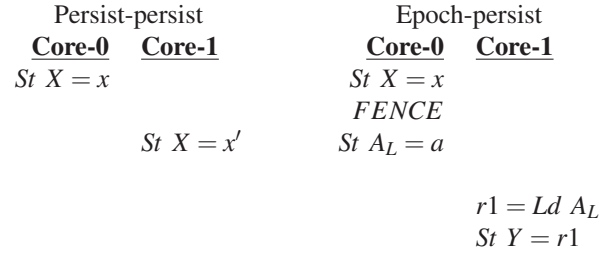 Persist-persist Epoch-persist
Core-0 Core-1 Core-0 Core-1
St X = x St X = x
FENCE
St X = x′ St A_L = a
r1 = Ld A_L
St Y = r1